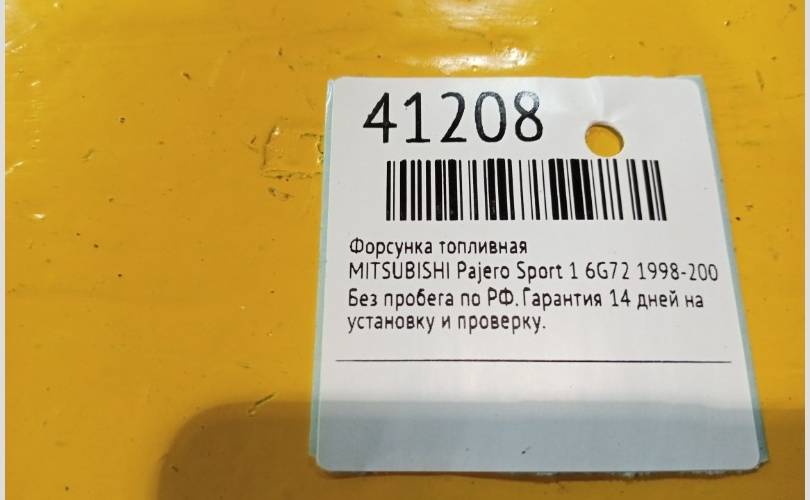 41208
Форсунка топливная
MITSUBISHI Pajero Sport 1 6G72 1998-200
Без пробега по РФ. Гарантия 14 дней на
установку и проверку.